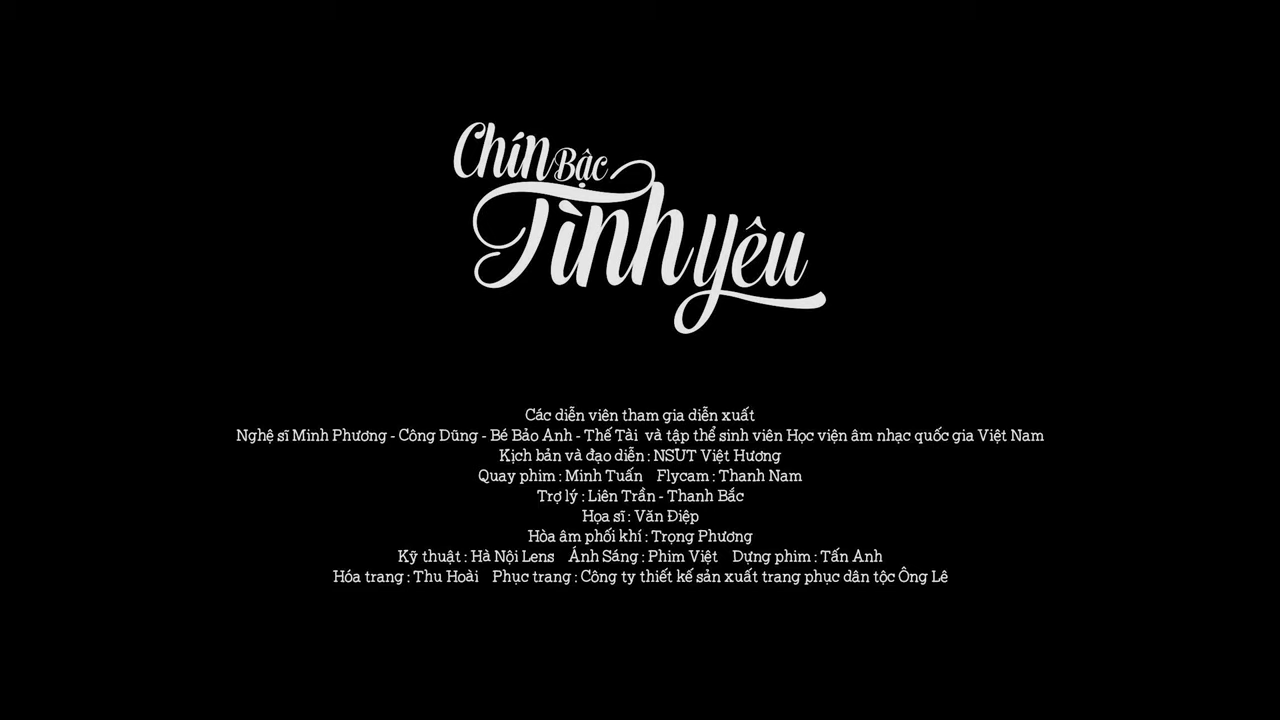 Chín Bậc
Tình yêu
Các diễn viên tham gia diễn xuất
Nghệ sĩ Minh Phương - Công Dũng - Bé Bảo Anh - Thế Tài và tập thể sinh viên Học viện âm nhạc quốc gia Việt Nam
Kịch bản và đạo diễn : NSUT Việt Hương
Quay phim : Minh Tuấn Flycam : Thanh Nam
Trợ lý : Liên Trần - Thanh Bắc
Họa sĩ : Văn Điệp
Hòa âm phối khí : Trọng Phương
Kỹ thuật : Hà Nội Lens Ánh Sáng : Phim Việt Dựng phim : Tấn Anh
Hóa trang : Thu Hoài Phục trang : Công ty thiết kế sản xuất trang phục dân tộc Ông Lê